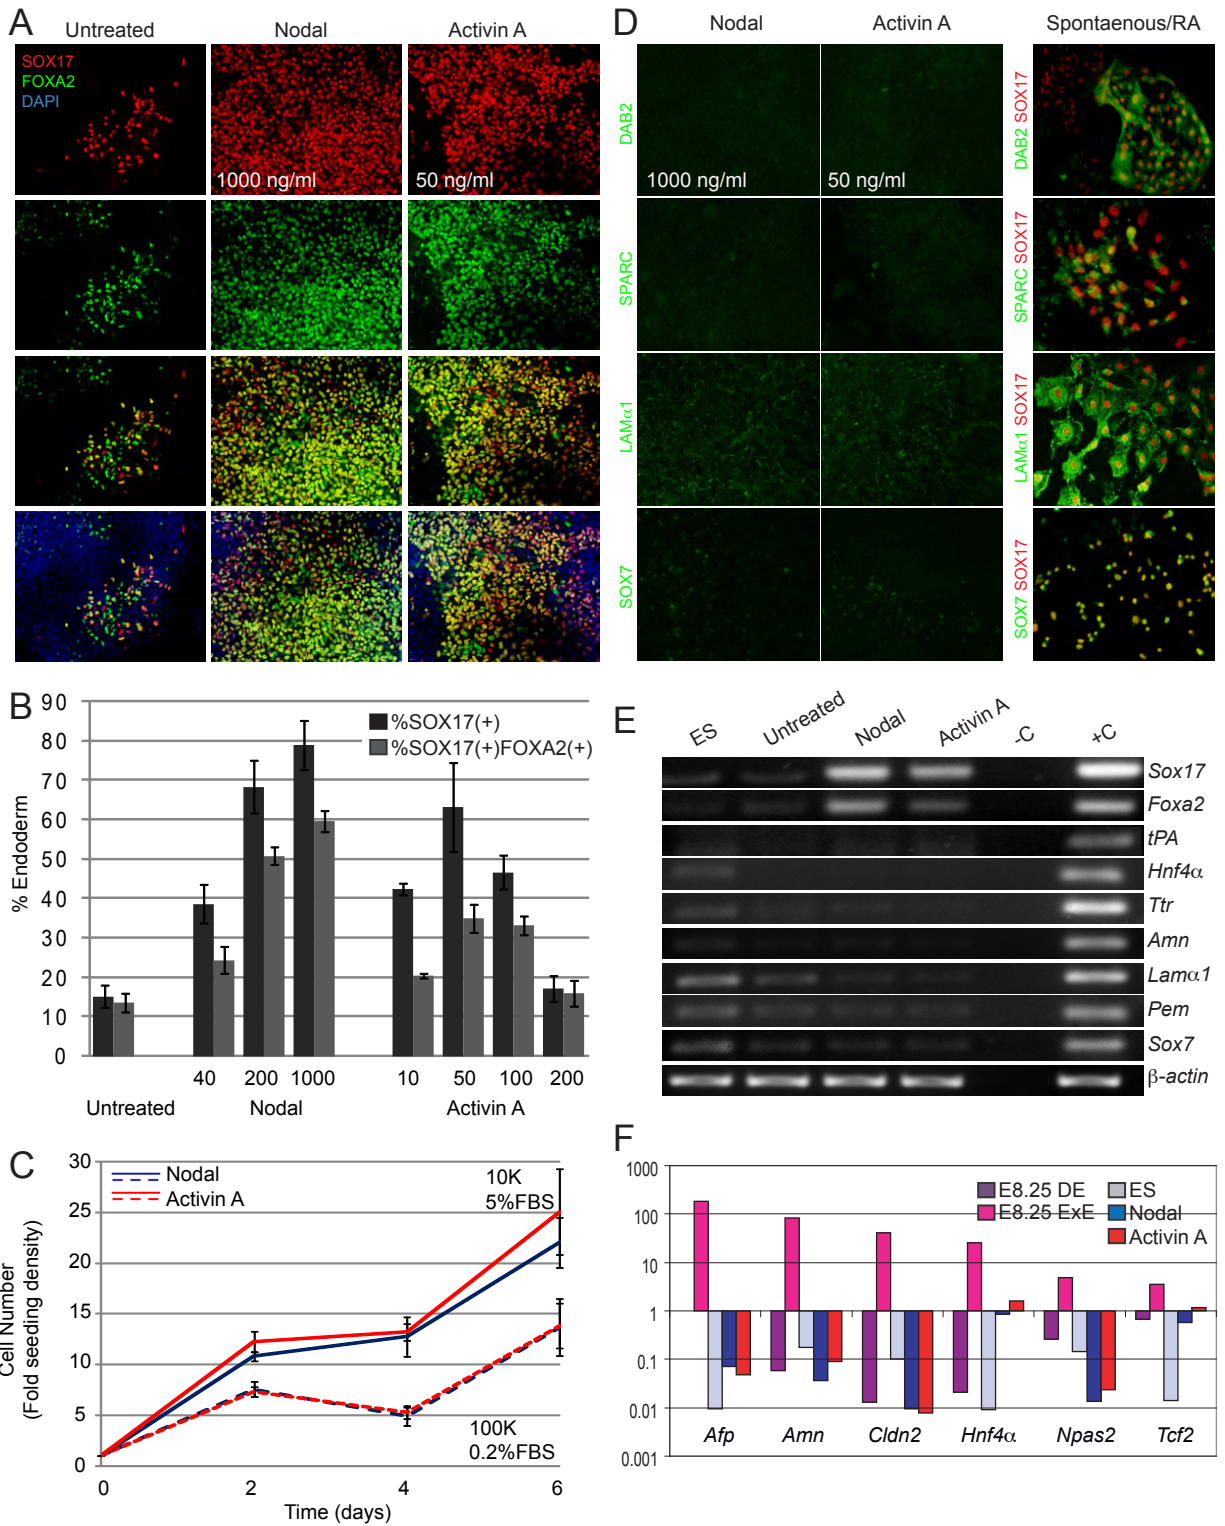 A
Untreated
Nodal
Activin A
SOX17
FOXA2
DAPI
1000 ng/ml
50 ng/ml
D
Nodal
Activin A
Spontaenous/RA
DAB2
1000 ng/ml
50 ng/ml
DAB2 SOX17
SPARC
SPARC SOX17
LAMα1
LAMα1 SOX17
SOX7
SOX7 SOX17
B
90
80
70
60
50
40
30
20
10
0
% Endoderm
%SOX17(+)
%SOX17(+)FOXA2(+)
40 200 1000 10 50 100 200
Untreated Nodal Activin A
E
ES Untreated Nodal Activin A -C +C
Sox17
Foxa2
tPA
Hnf4α
Ttr
Amn
Lamα1
Pem
Sox7
β-actin
C
30
25
20
15
10
5
0
Cell Number
(Fold seeding density)
Nodal
Activin A
10K
5%FBS
100K
0.2%FBS
0 2 4 6
Time (days)
F
1000
100
10
1
0.1
0.01
0.001
E8.25 DE
E8.25 ExE
ES
Nodal
Activin A
Afp Amn Cldn2 Hnf4α Npas2 Tcf2